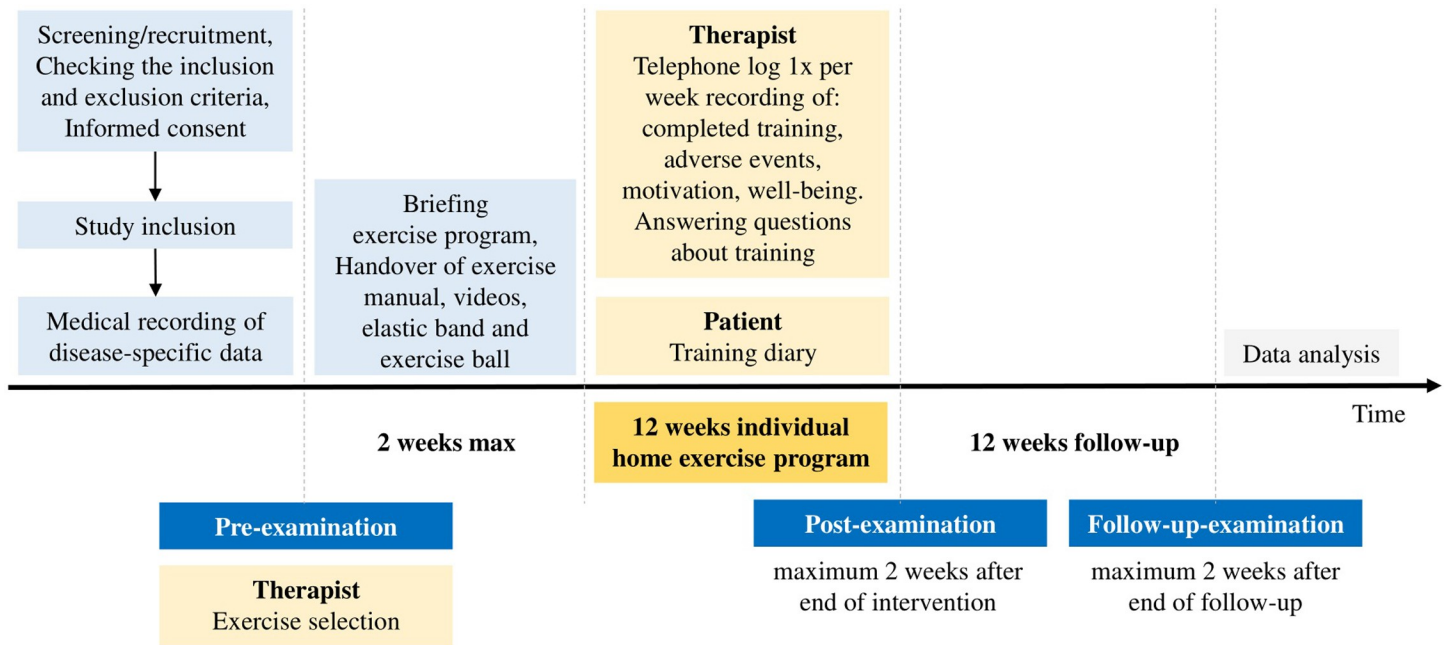 Screening/recruitment,
Checking the inclusion
and exclusion criteria,
Informed consent
Study inclusion
Medical recording of
disease-specific data
Briefing
exercise program,
Handover of exercise
manual, videos,
elastic band and
exercise ball
Therapist
Telephone log 1x per
week recording of:
completed training,
adverse events,
motivation, well-being.
Answering questions
about training
Patient
Training diary
Data analysis
Time
2 weeks max
12 weeks individual
home exercise program
12 weeks follow-up
Pre-examination
Therapist
Exercise selection
Post-examination
maximum 2 weeks after
end of intervention
Follow-up-examination
maximum 2 weeks after
end of follow-up